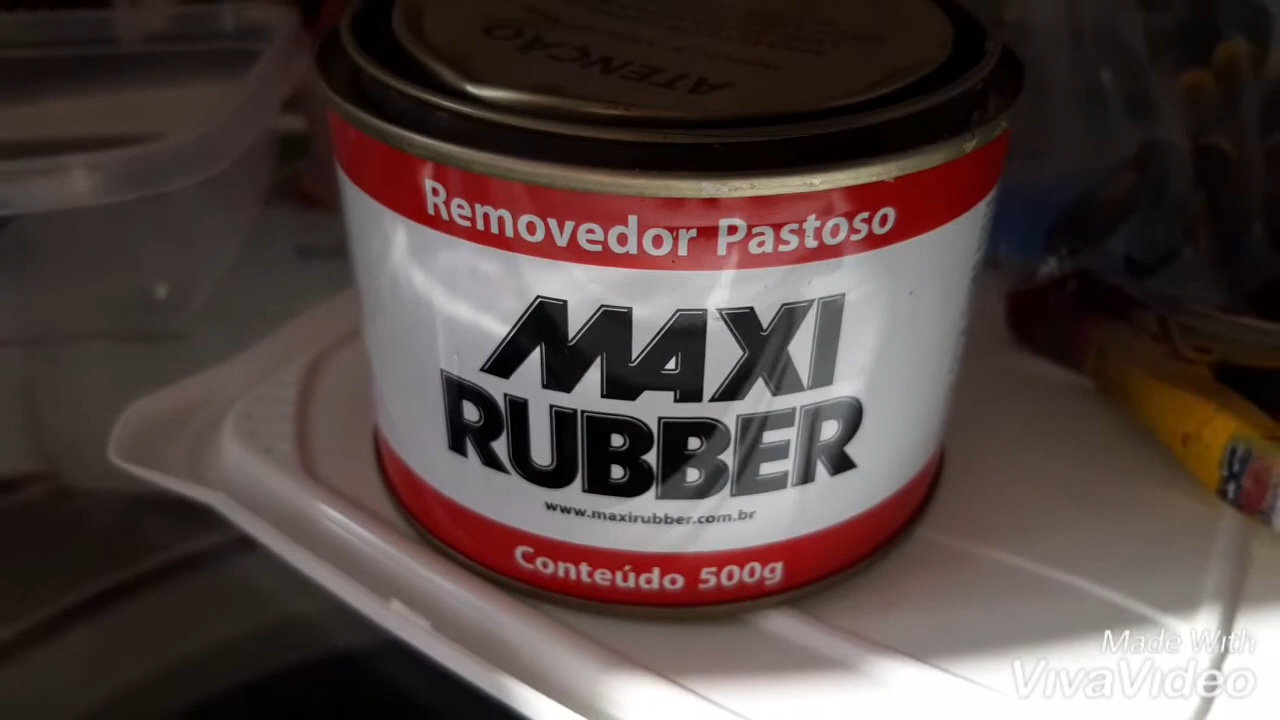 ATENÇÃO
Removedor Pastoso
MAXI
RUBBER
www.maxirubber.com.br
Conteúdo 500g
Made With
VivaVideo